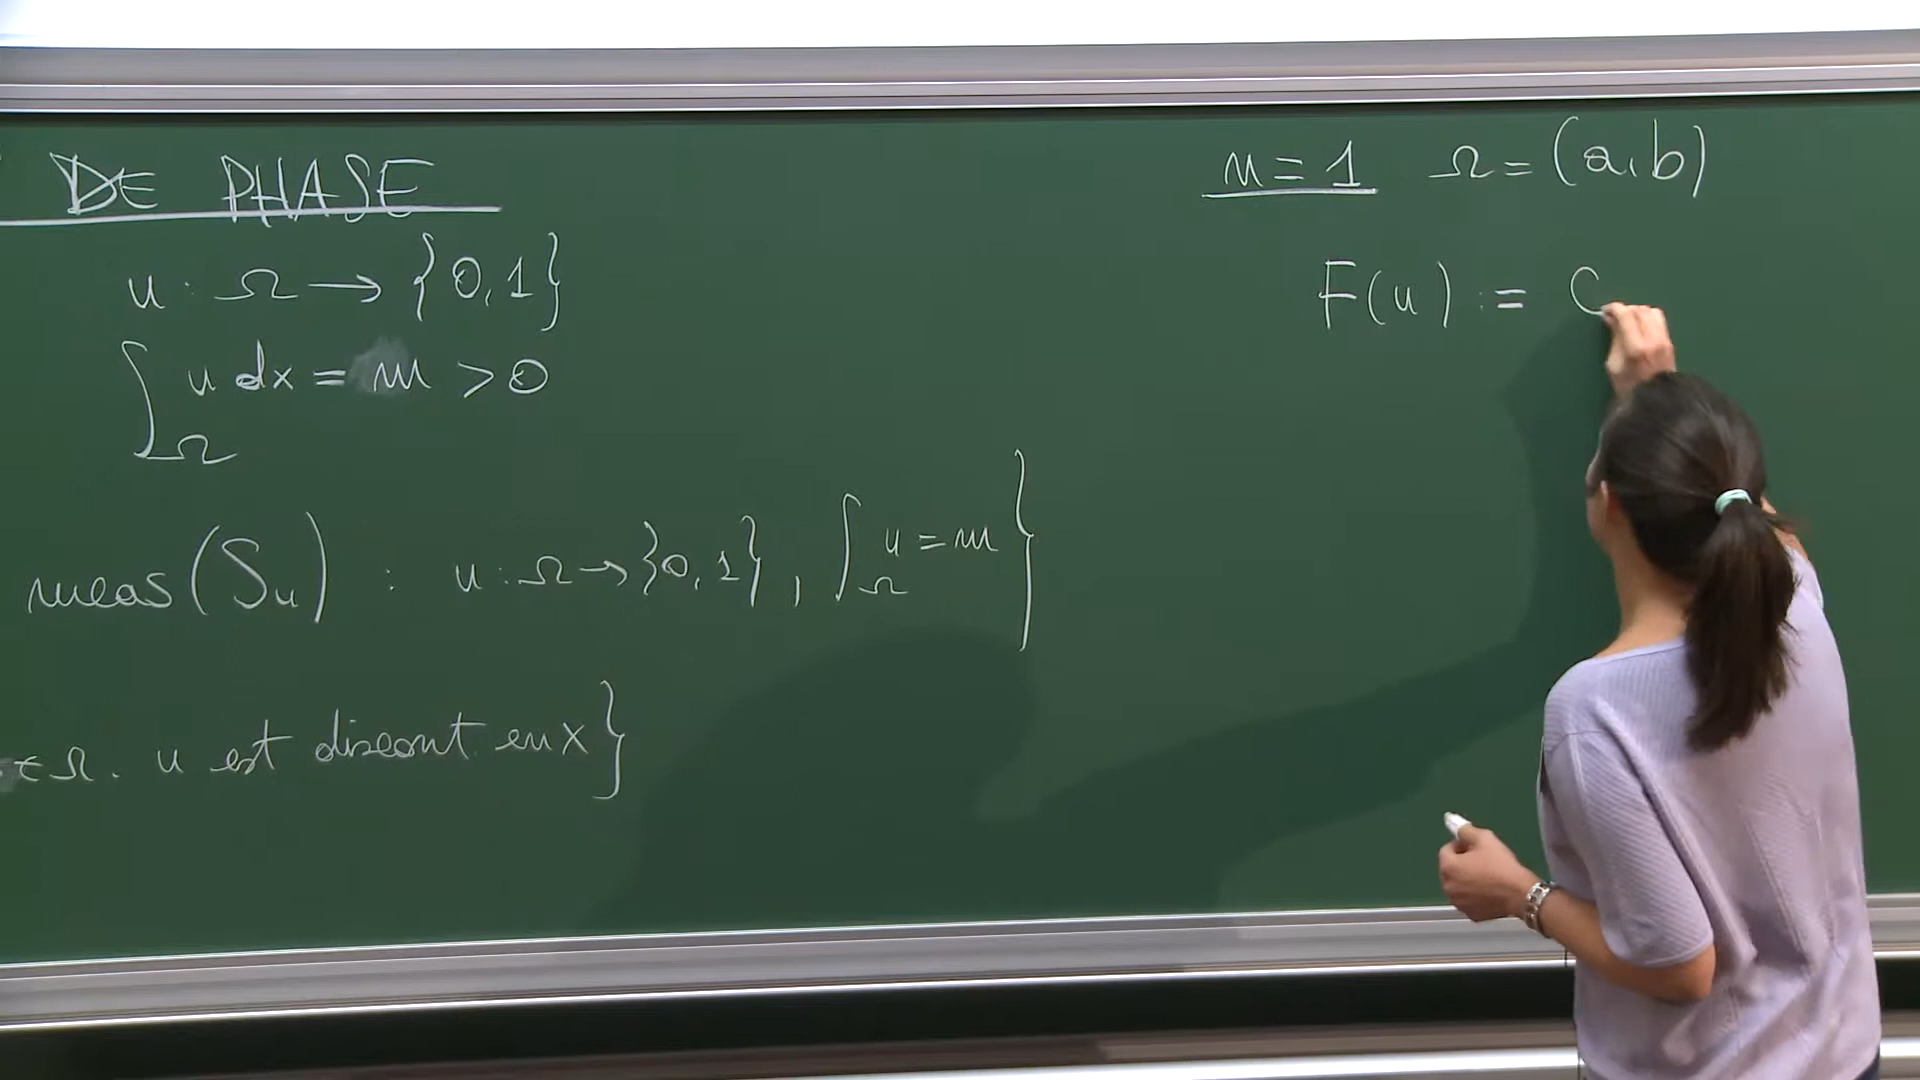 DE PHASE
u : Ω → {0,1}
∫_Ω u dx = m > 0
meas(S_u) : u : Ω → {0,1}, ∫_Ω u = m}
∈ Ω. u est discont en x}
n = 1 Ω = (a,b)
F(u) := C